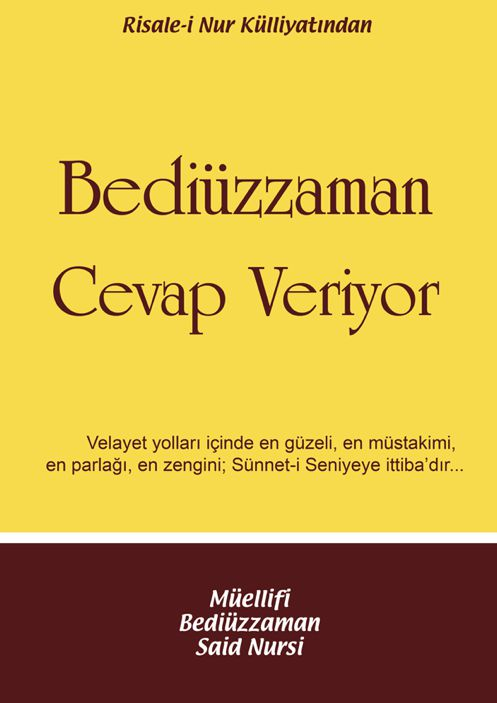 Risale-i Nur Külliyatından
Bediüzzaman
Cevap Veriyor
Velayet yolları içinde en güzeli, en müstakimi,
en parlağı, en zengini; Sünnet-i Seniyeye ittiba’dır...
Müellifi
Bediüzzaman
Said Nursi